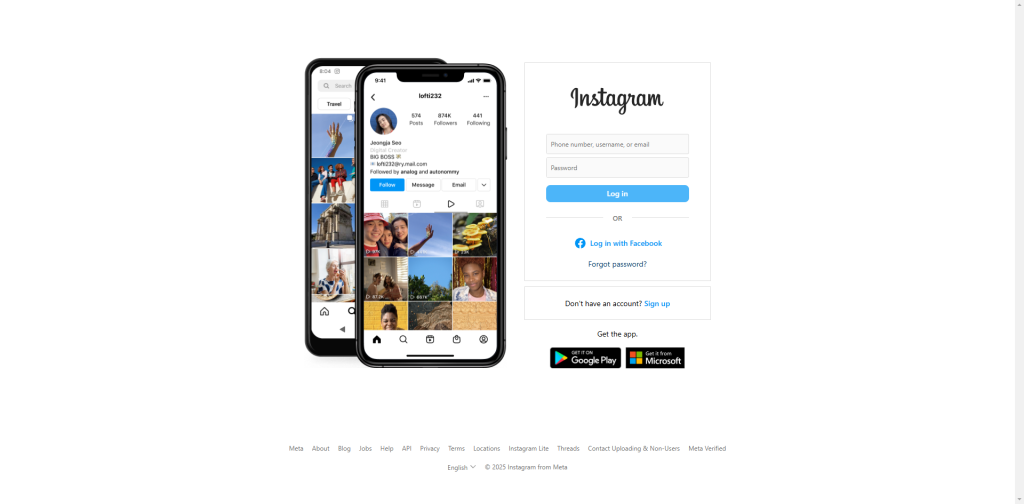 8:04
Search
Travel
9:41
lofti232
574
Posts
874K
Followers
441
Following
Jeongja Seo
Digital Creator
BIG BOSS
lofti232@ry.mail.com
Followed by analog and autonommy
Follow
Message
Email
Instagram
Phone number, username, or email
Password
Log in
OR
Log in with Facebook
Forgot password?
Don't have an account? Sign up
Get the app.
GET IT ON
Google Play
Get it from
Microsoft
Meta About Blog Jobs Help API Privacy Terms Locations Instagram Lite Threads Contact Uploading & Non-Users Meta Verified
English © 2025 Instagram from Meta